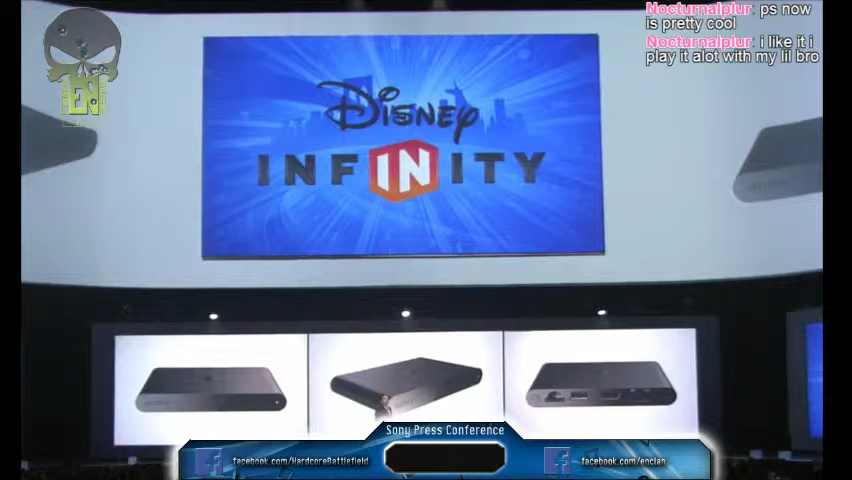 Nocturnalplur: ps now
is pretty cool
Nocturnalplur: i like it i
play it alot with my lil bro
EN
Disney
INFINITY
Sony Press Conference
facebook.com/HardcoreBattlefield
facebook.com/enclan